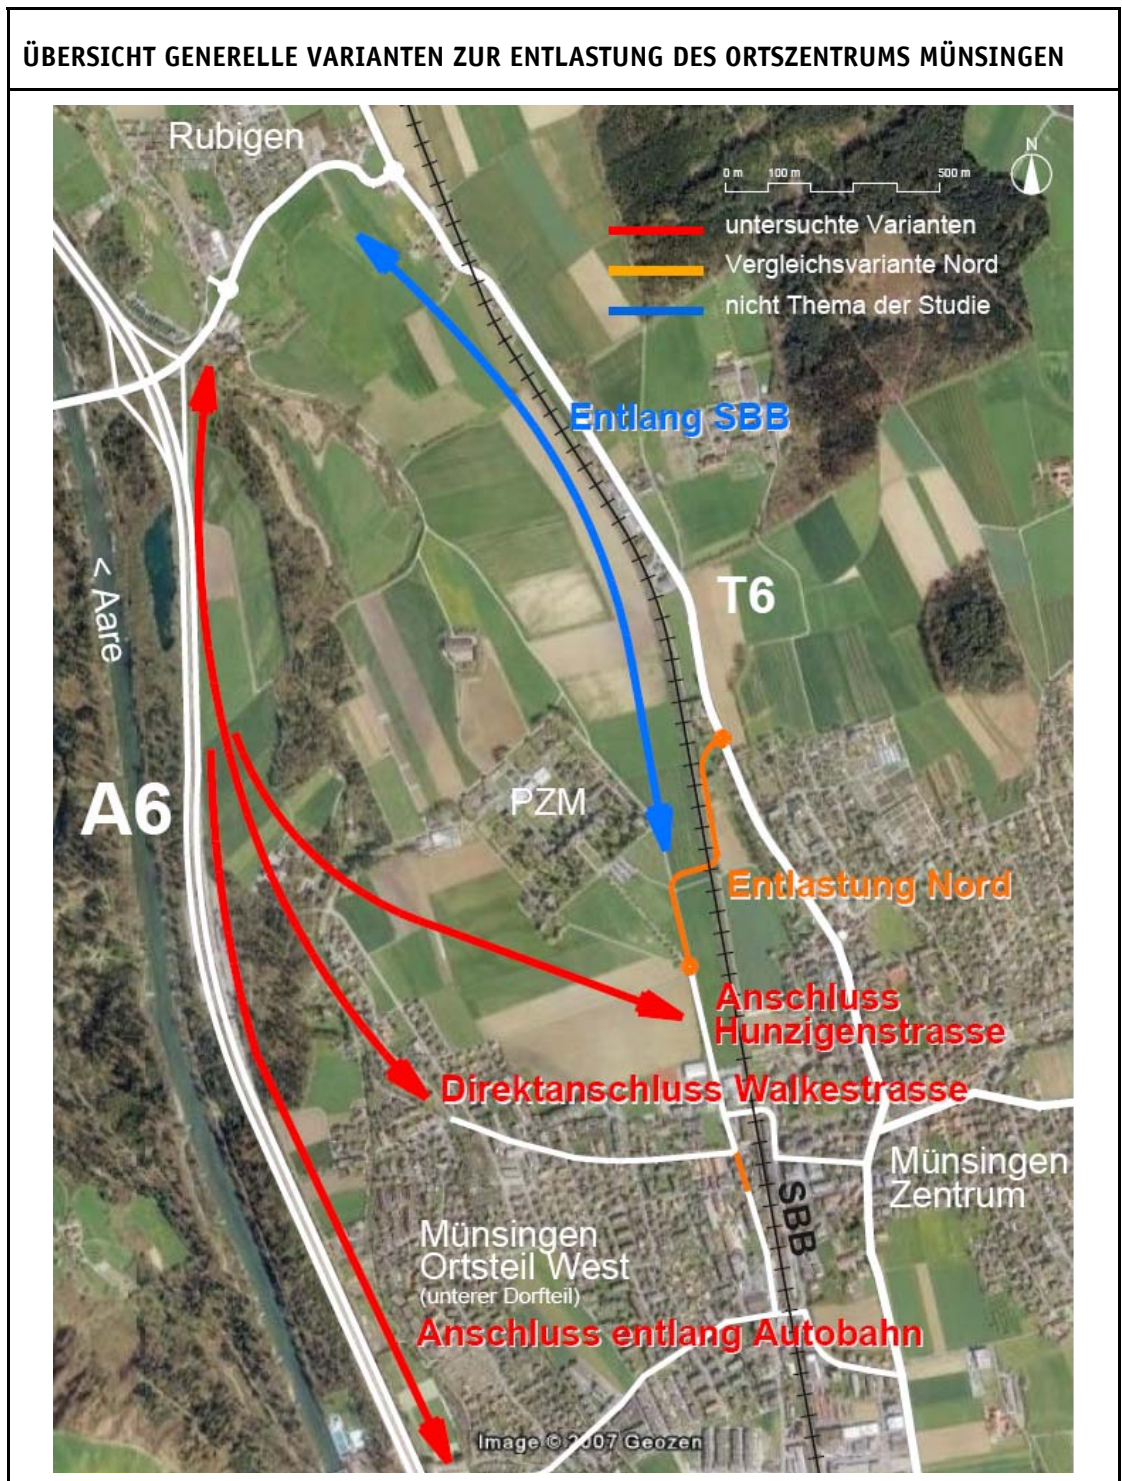 ÜBERSICHT GENERELLE VARIANTEN ZUR ENTLASTUNG DES ORTSZENTRUMS MÜNSINGEN
Rubigen
N
0 m 100 m 500 m
untersuchte Varianten
Vergleichsvariante Nord
nicht Thema der Studie
Entlang SBB
< Aare
T6
A6
PZM
Entlastung Nord
Anschluss
Hunzigenstrasse
Direktanschluss Walkestrasse
Münsingen
Zentrum
SBB
Münsingen
Ortsteil West
(unterer Dorfteil)
Anschluss entlang Autobahn
Image © 2007 Geozen